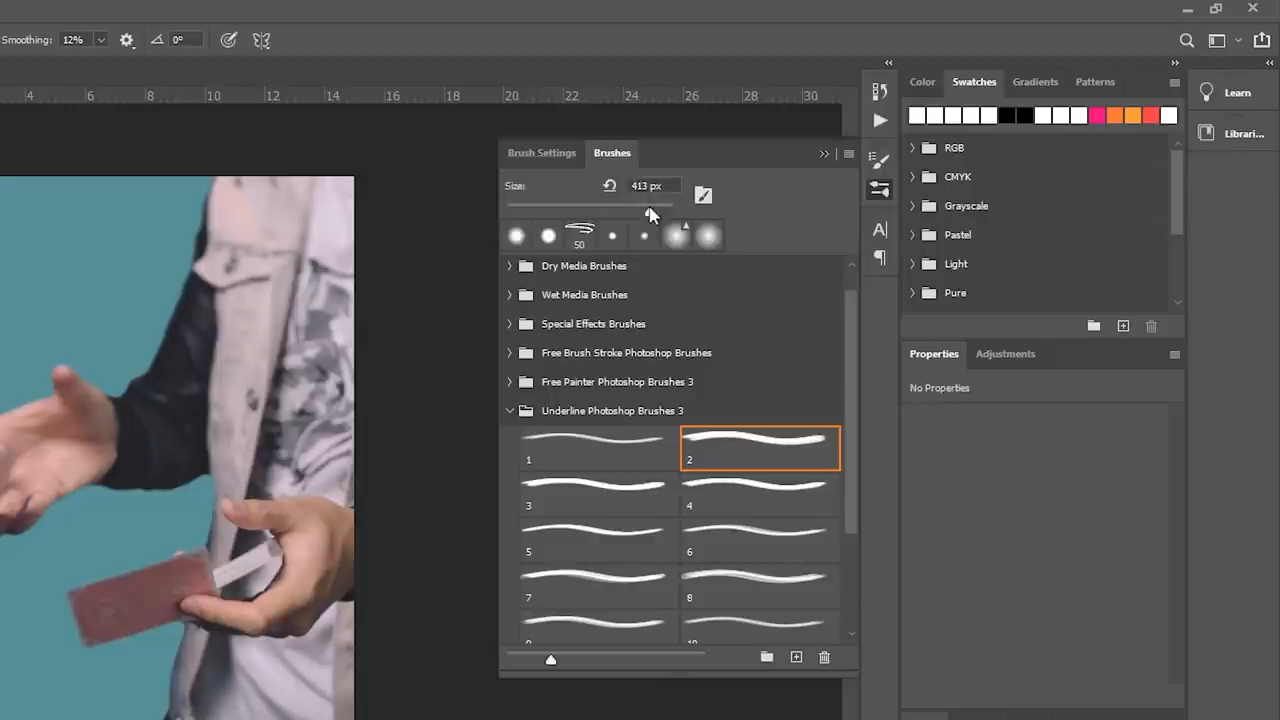 Smoothing: 12% 0°
4 6 8 10 12 14 16 18 20 22 24 26 28 30
Color Swatches Gradients Patterns
Learn
Librari...
RGB
CMYK
Grayscale
Pastel
Light
Pure
Brush Settings Brushes
Size: 413 px
50
Dry Media Brushes
Wet Media Brushes
Special Effects Brushes
Free Brush Stroke Photoshop Brushes
Free Painter Photoshop Brushes 3
Underline Photoshop Brushes 3
1 2
3 4
5 6
7 8
9 10
Properties Adjustments
No Properties